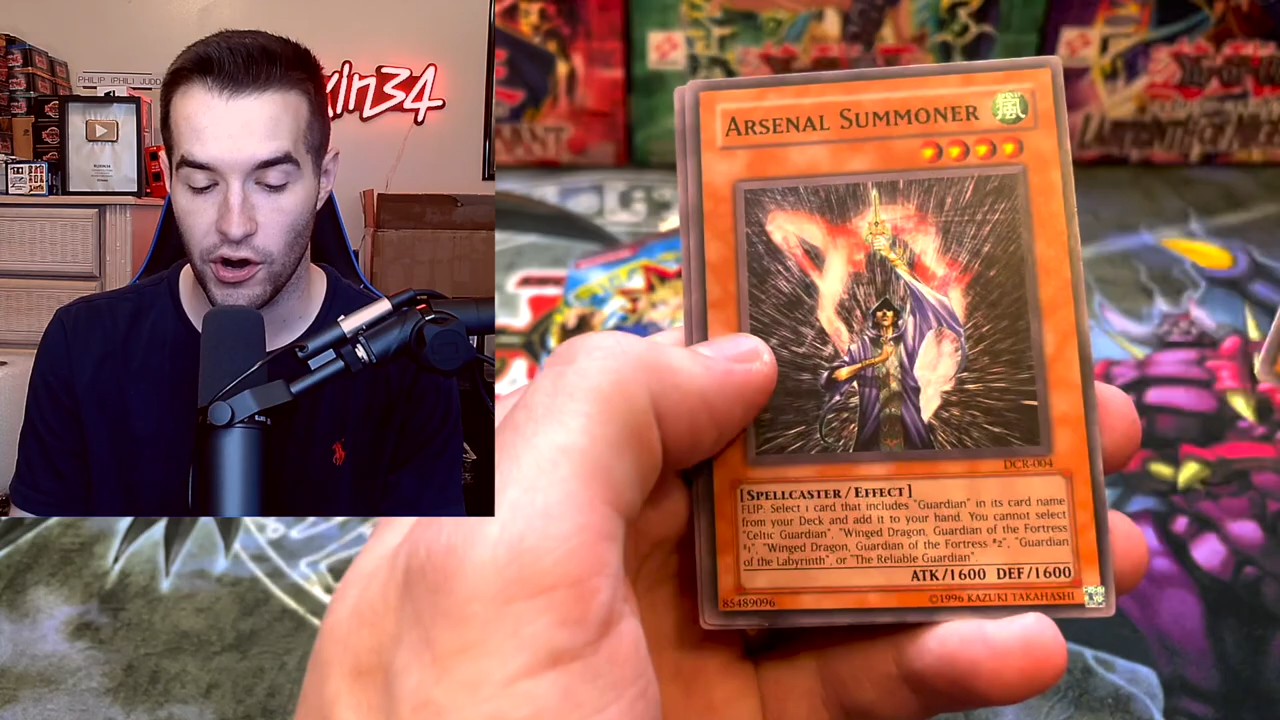 PHILIP (PHIL) JUDD
xin34
ARSENAL SUMMONER
風
DCR-004
[SPELLCASTER/EFFECT]
FLIP: Select 1 card that includes "Guardian" in its card name
from your Deck and add it to your hand. You cannot select
"Celtic Guardian", "Winged Dragon, Guardian of the Fortress
#1", "Winged Dragon, Guardian of the Fortress #2", "Guardian
of the Labyrinth", or "The Reliable Guardian".
ATK/1600 DEF/1600
85489096
©1996 KAZUKI TAKAHASHI